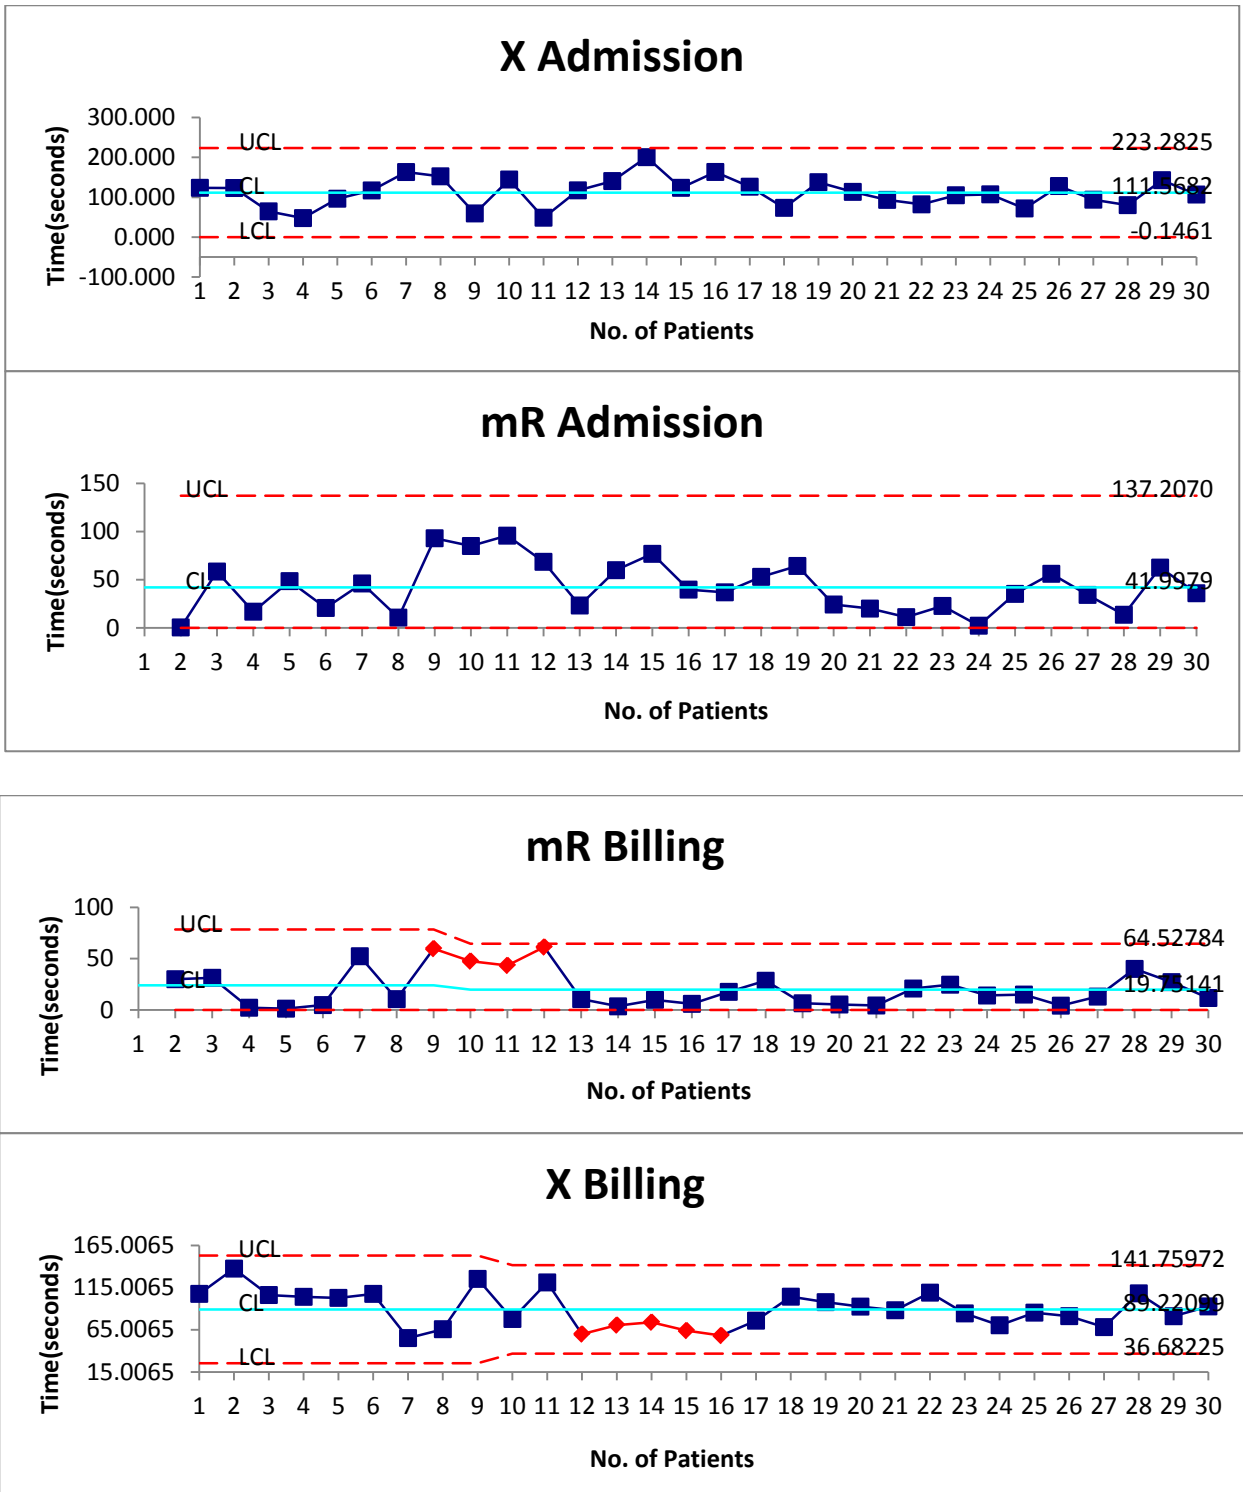 X Admission
Time(seconds)
300.000
200.000
100.000
0.000
-100.000
UCL
CL
LCL
223.2825
111.5682
-0.1461
1 2 3 4 5 6 7 8 9 10 11 12 13 14 15 16 17 18 19 20 21 22 23 24 25 26 27 28 29 30
No. of Patients
mR Admission
Time(seconds)
150
100
50
0
UCL
CL
137.2070
41.9979
1 2 3 4 5 6 7 8 9 10 11 12 13 14 15 16 17 18 19 20 21 22 23 24 25 26 27 28 29 30
No. of Patients
mR Billing
Time(seconds)
100
50
0
UCL
CL
64.52784
19.75141
1 2 3 4 5 6 7 8 9 10 11 12 13 14 15 16 17 18 19 20 21 22 23 24 25 26 27 28 29 30
No. of Patients
X Billing
Time(seconds)
165.0065
115.0065
65.0065
15.0065
UCL
CL
LCL
141.75972
89.22099
36.68225
1 2 3 4 5 6 7 8 9 10 11 12 13 14 15 16 17 18 19 20 21 22 23 24 25 26 27 28 29 30
No. of Patients